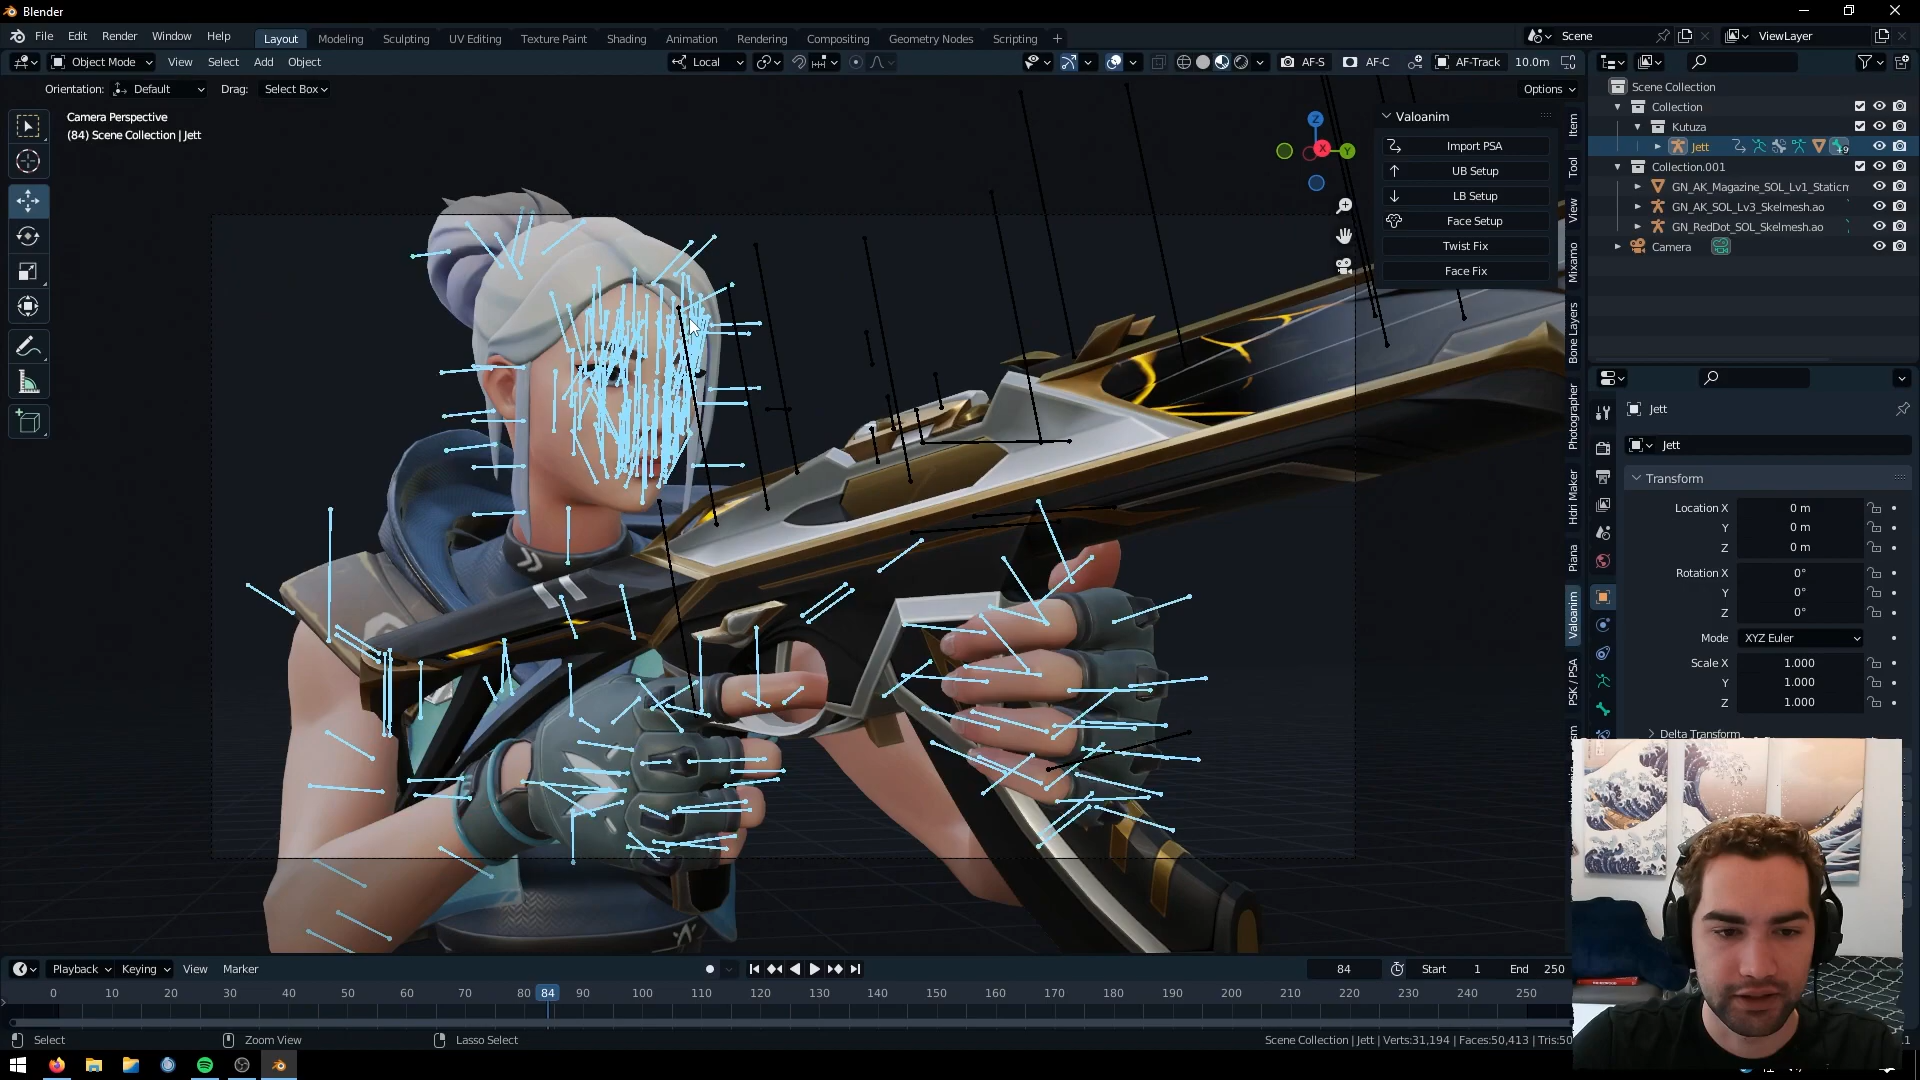 Blender
File Edit Render Window Help
Layout Modeling Sculpting UV Editing Texture Paint Shading Animation Rendering Compositing Geometry Nodes Scripting
Scene
ViewLayer
Object Mode View Select Add Object
Local
AF-S AF-C AF-Track 10.0m
Orientation: Default Drag: Select Box
Options
Camera Perspective
(84) Scene Collection | Jett
Z
X
Y
Valoanim
Import PSA
UB Setup
LB Setup
Face Setup
Twist Fix
Face Fix
Item
Tool
View
Mixamo
Bone Layers
Photographer
Hdri Maker
Piana
Valoanim
PSK / PSA
Scene Collection
Collection
Kutuza
Jett
+9
Collection.001
GN_AK_Magazine_SOL_Lv1_Staticm
GN_AK_SOL_Lv3_Skelmesh.ao
GN_RedDot_SOL_Skelmesh.ao
Camera
Jett
Jett
Transform
Location X 0 m
Y 0 m
Z 0 m
Rotation X 0°
Y 0°
Z 0°
Mode XYZ Euler
Scale X 1.000
Y 1.000
Z 1.000
Delta Transform
Playback Keying View Marker
84 Start 1 End 250
0 10 20 30 40 50 60 70 80 84 90 100 110 120 130 140 150 160 170 180 190 200 210 220 230 240 250
Select Zoom View Lasso Select
Scene Collection | Jett | Verts:31,194 | Faces:50,413 | Tris:50